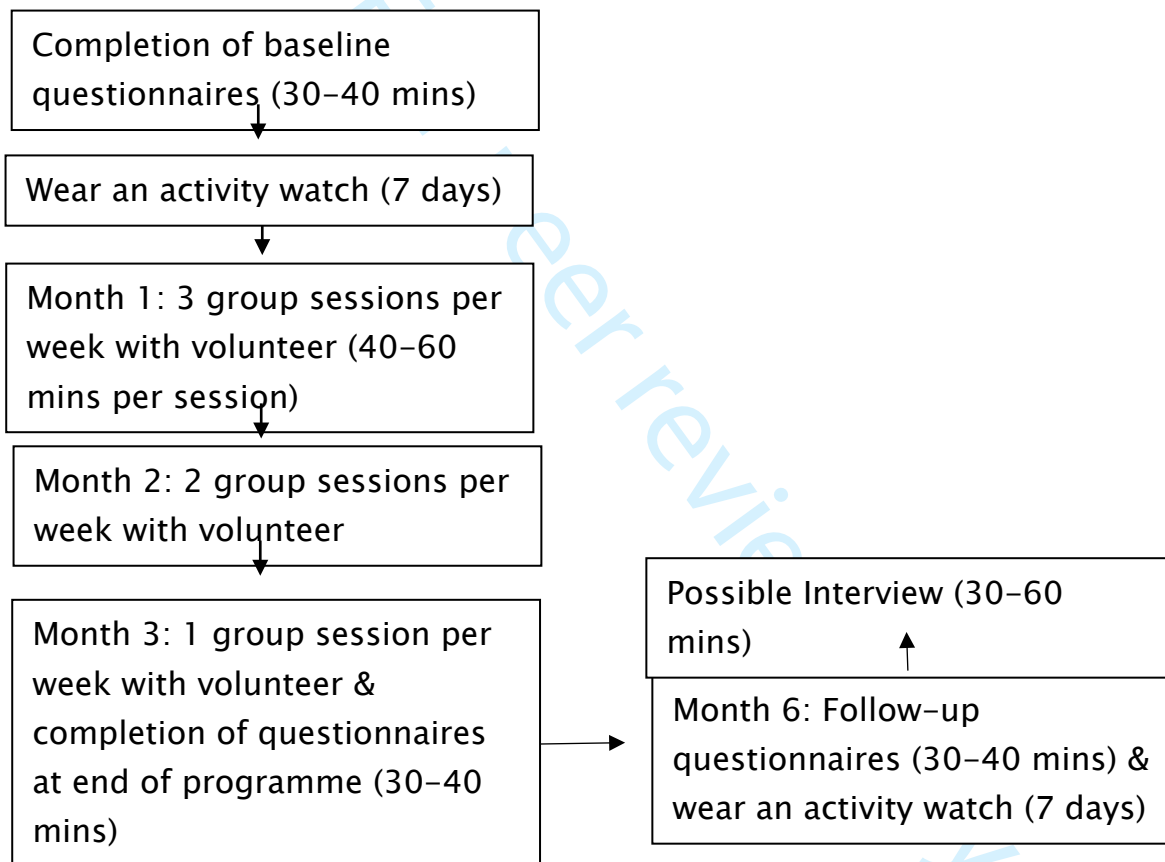 Completion of baseline
questionnaires (30–40 mins)
Wear an activity watch (7 days)
Month 1: 3 group sessions per
week with volunteer (40–60
mins per session)
Month 2: 2 group sessions per
week with volunteer
Month 3: 1 group session per
week with volunteer &
completion of questionnaires
at end of programme (30–40
mins)
Possible Interview (30–60
mins)
Month 6: Follow–up
questionnaires (30–40 mins) &
wear an activity watch (7 days)
eer revie